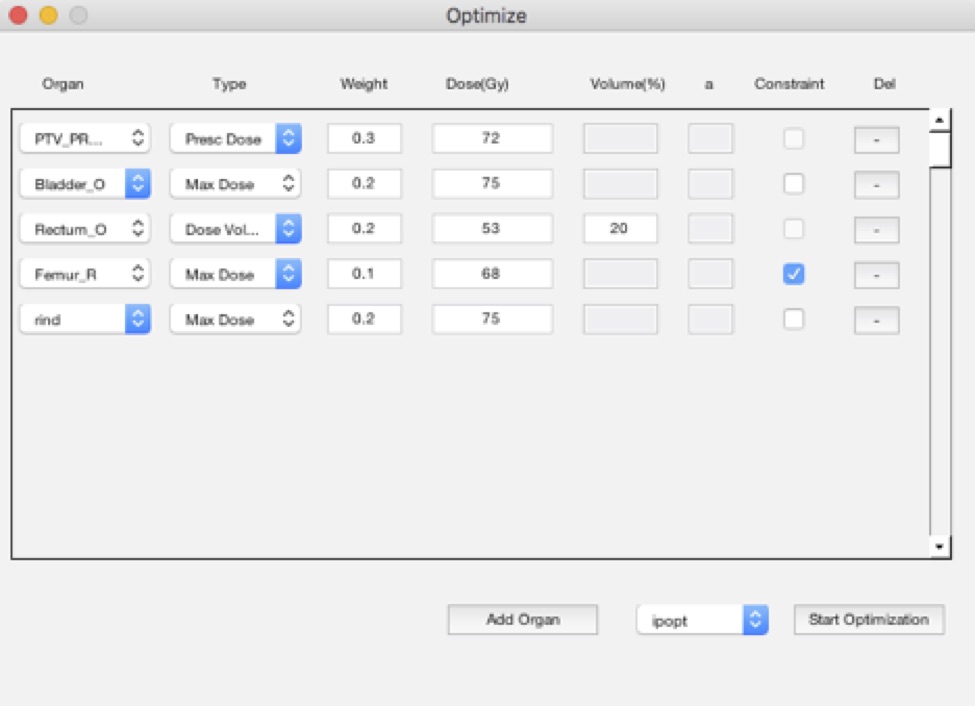 Optimize
Organ Type Weight Dose(Gy) Volume(%) a Constraint Del
PTV_PR... Presc Dose 0.3 72 -
Bladder_O Max Dose 0.2 75 -
Rectum_O Dose Vol... 0.2 53 20 -
Femur_R Max Dose 0.1 68 -
rind Max Dose 0.2 75 -
Add Organ ipopt Start Optimization